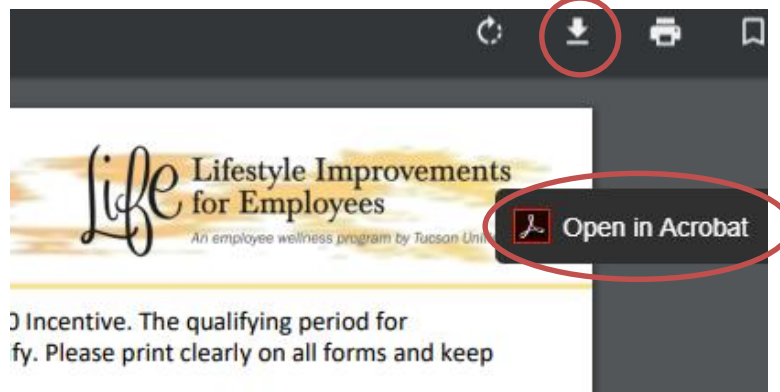 Life
Lifestyle Improvements
for Employees
An employee wellness program by Tucson
Open in Acrobat
Incentive. The qualifying period for
fy. Please print clearly on all forms and keep